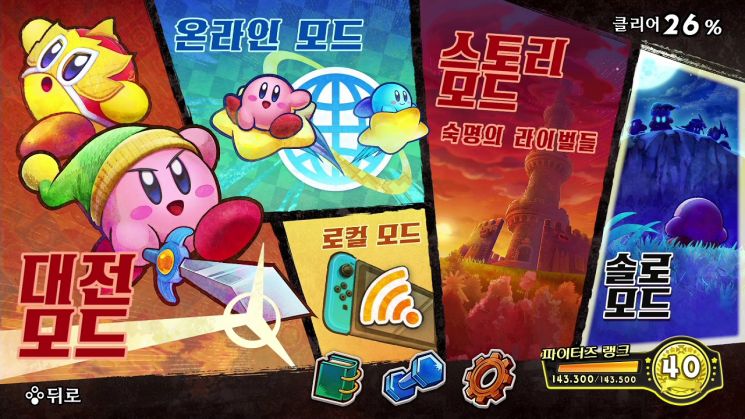 온라인 모드
스토리
모드
숙명의 라이벌들
클리어 26 %
로컬 모드
대전
모드
솔로
모드
파이터즈 랭크
143.300/143.500
40
뒤로